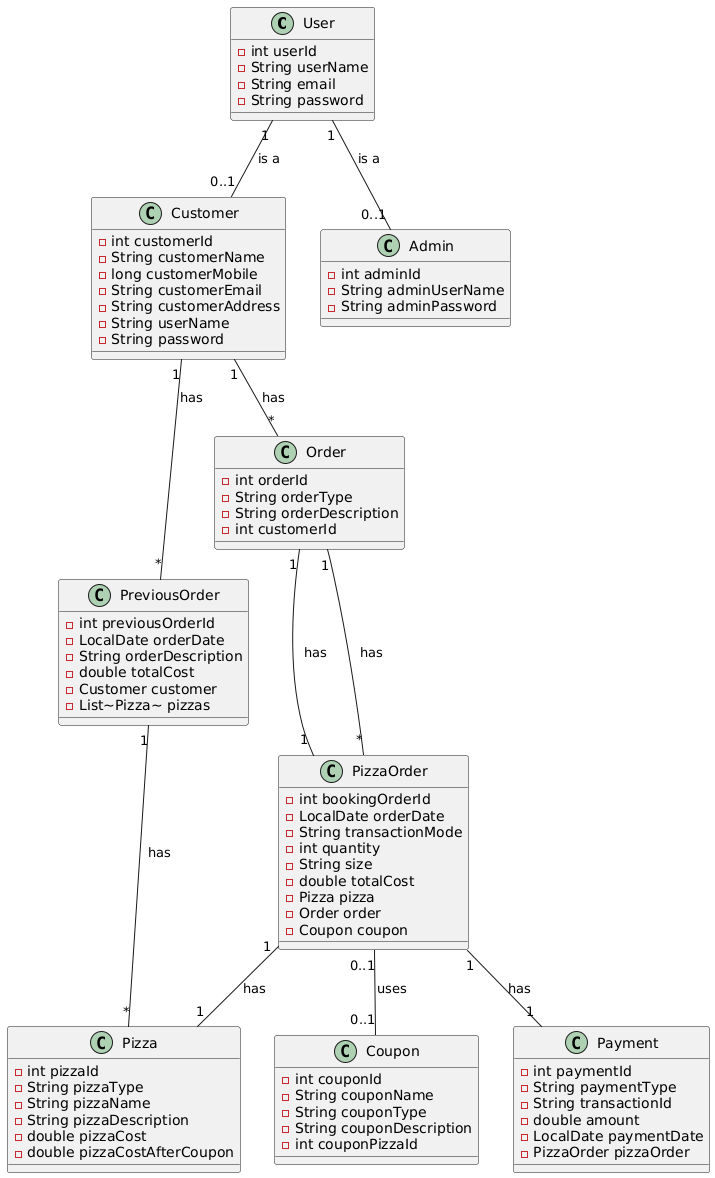 C User
int userId
String userName
String email
String password
1
1
is a
is a
0..1
0..1
C Customer
int customerId
String customerName
long customerMobile
String customerEmail
String customerAddress
String userName
String password
C Admin
int adminId
String adminUserName
String adminPassword
1
1
has
has
*
*
C Order
int orderId
String orderType
String orderDescription
int customerId
1
1
has
has
1
*
C PreviousOrder
int previousOrderId
LocalDate orderDate
String orderDescription
double totalCost
Customer customer
List~Pizza~ pizzas
1
has
*
C PizzaOrder
int bookingOrderId
LocalDate orderDate
String transactionMode
int quantity
String size
double totalCost
Pizza pizza
Order order
Coupon coupon
1
0..1
1
has
uses
has
1
0..1
1
C Pizza
int pizzaId
String pizzaType
String pizzaName
String pizzaDescription
double pizzaCost
double pizzaCostAfterCoupon
C Coupon
int couponId
String couponName
String couponType
String couponDescription
int couponPizzaId
C Payment
int paymentId
String paymentType
String transactionId
double amount
LocalDate paymentDate
PizzaOrder pizzaOrder